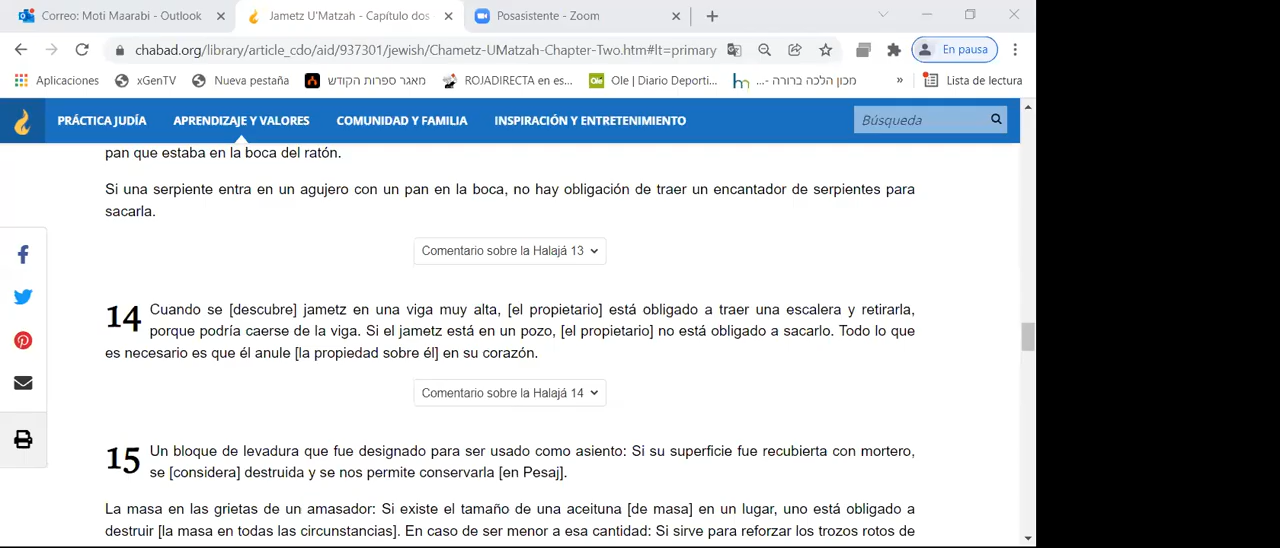 Correo: Moti Maarabi - Outlook
Jametz U'Matzah - Capítulo dos
Posasistente - Zoom
chabad.org/library/article_cdo/aid/937301/jewish/Chametz-UMatzah-Chapter-Two.htm#lt=primary
En pausa
Aplicaciones
xGenTV
Nueva pestaña
מאגר ספרות הקודש
ROJADIRECTA en es...
Ole | Diario Deporti...
מכון הלכה ברורה -...
»
Lista de lectura
PRÁCTICA JUDÍA
APRENDIZAJE Y VALORES
COMUNIDAD Y FAMILIA
INSPIRACIÓN Y ENTRETENIMIENTO
Búsqueda
pan que estaba en la boca del ratón.
Si una serpiente entra en un agujero con un pan en la boca, no hay obligación de traer un encantador de serpientes para
sacarla.
Comentario sobre la Halajá 13
14 Cuando se [descubre] jametz en una viga muy alta, [el propietario] está obligado a traer una escalera y retirarla,
porque podría caerse de la viga. Si el jametz está en un pozo, [el propietario] no está obligado a sacarlo. Todo lo que
es necesario es que él anule [la propiedad sobre él] en su corazón.
Comentario sobre la Halajá 14
15 Un bloque de levadura que fue designado para ser usado como asiento: Si su superficie fue recubierta con mortero,
se [considera] destruida y se nos permite conservarla [en Pesaj].
La masa en las grietas de un amasador: Si existe el tamaño de una aceituna [de masa] en un lugar, uno está obligado a
destruir [la masa en todas las circunstancias]. En caso de ser menor a esa cantidad: Si sirve para reforzar los trozos rotos de